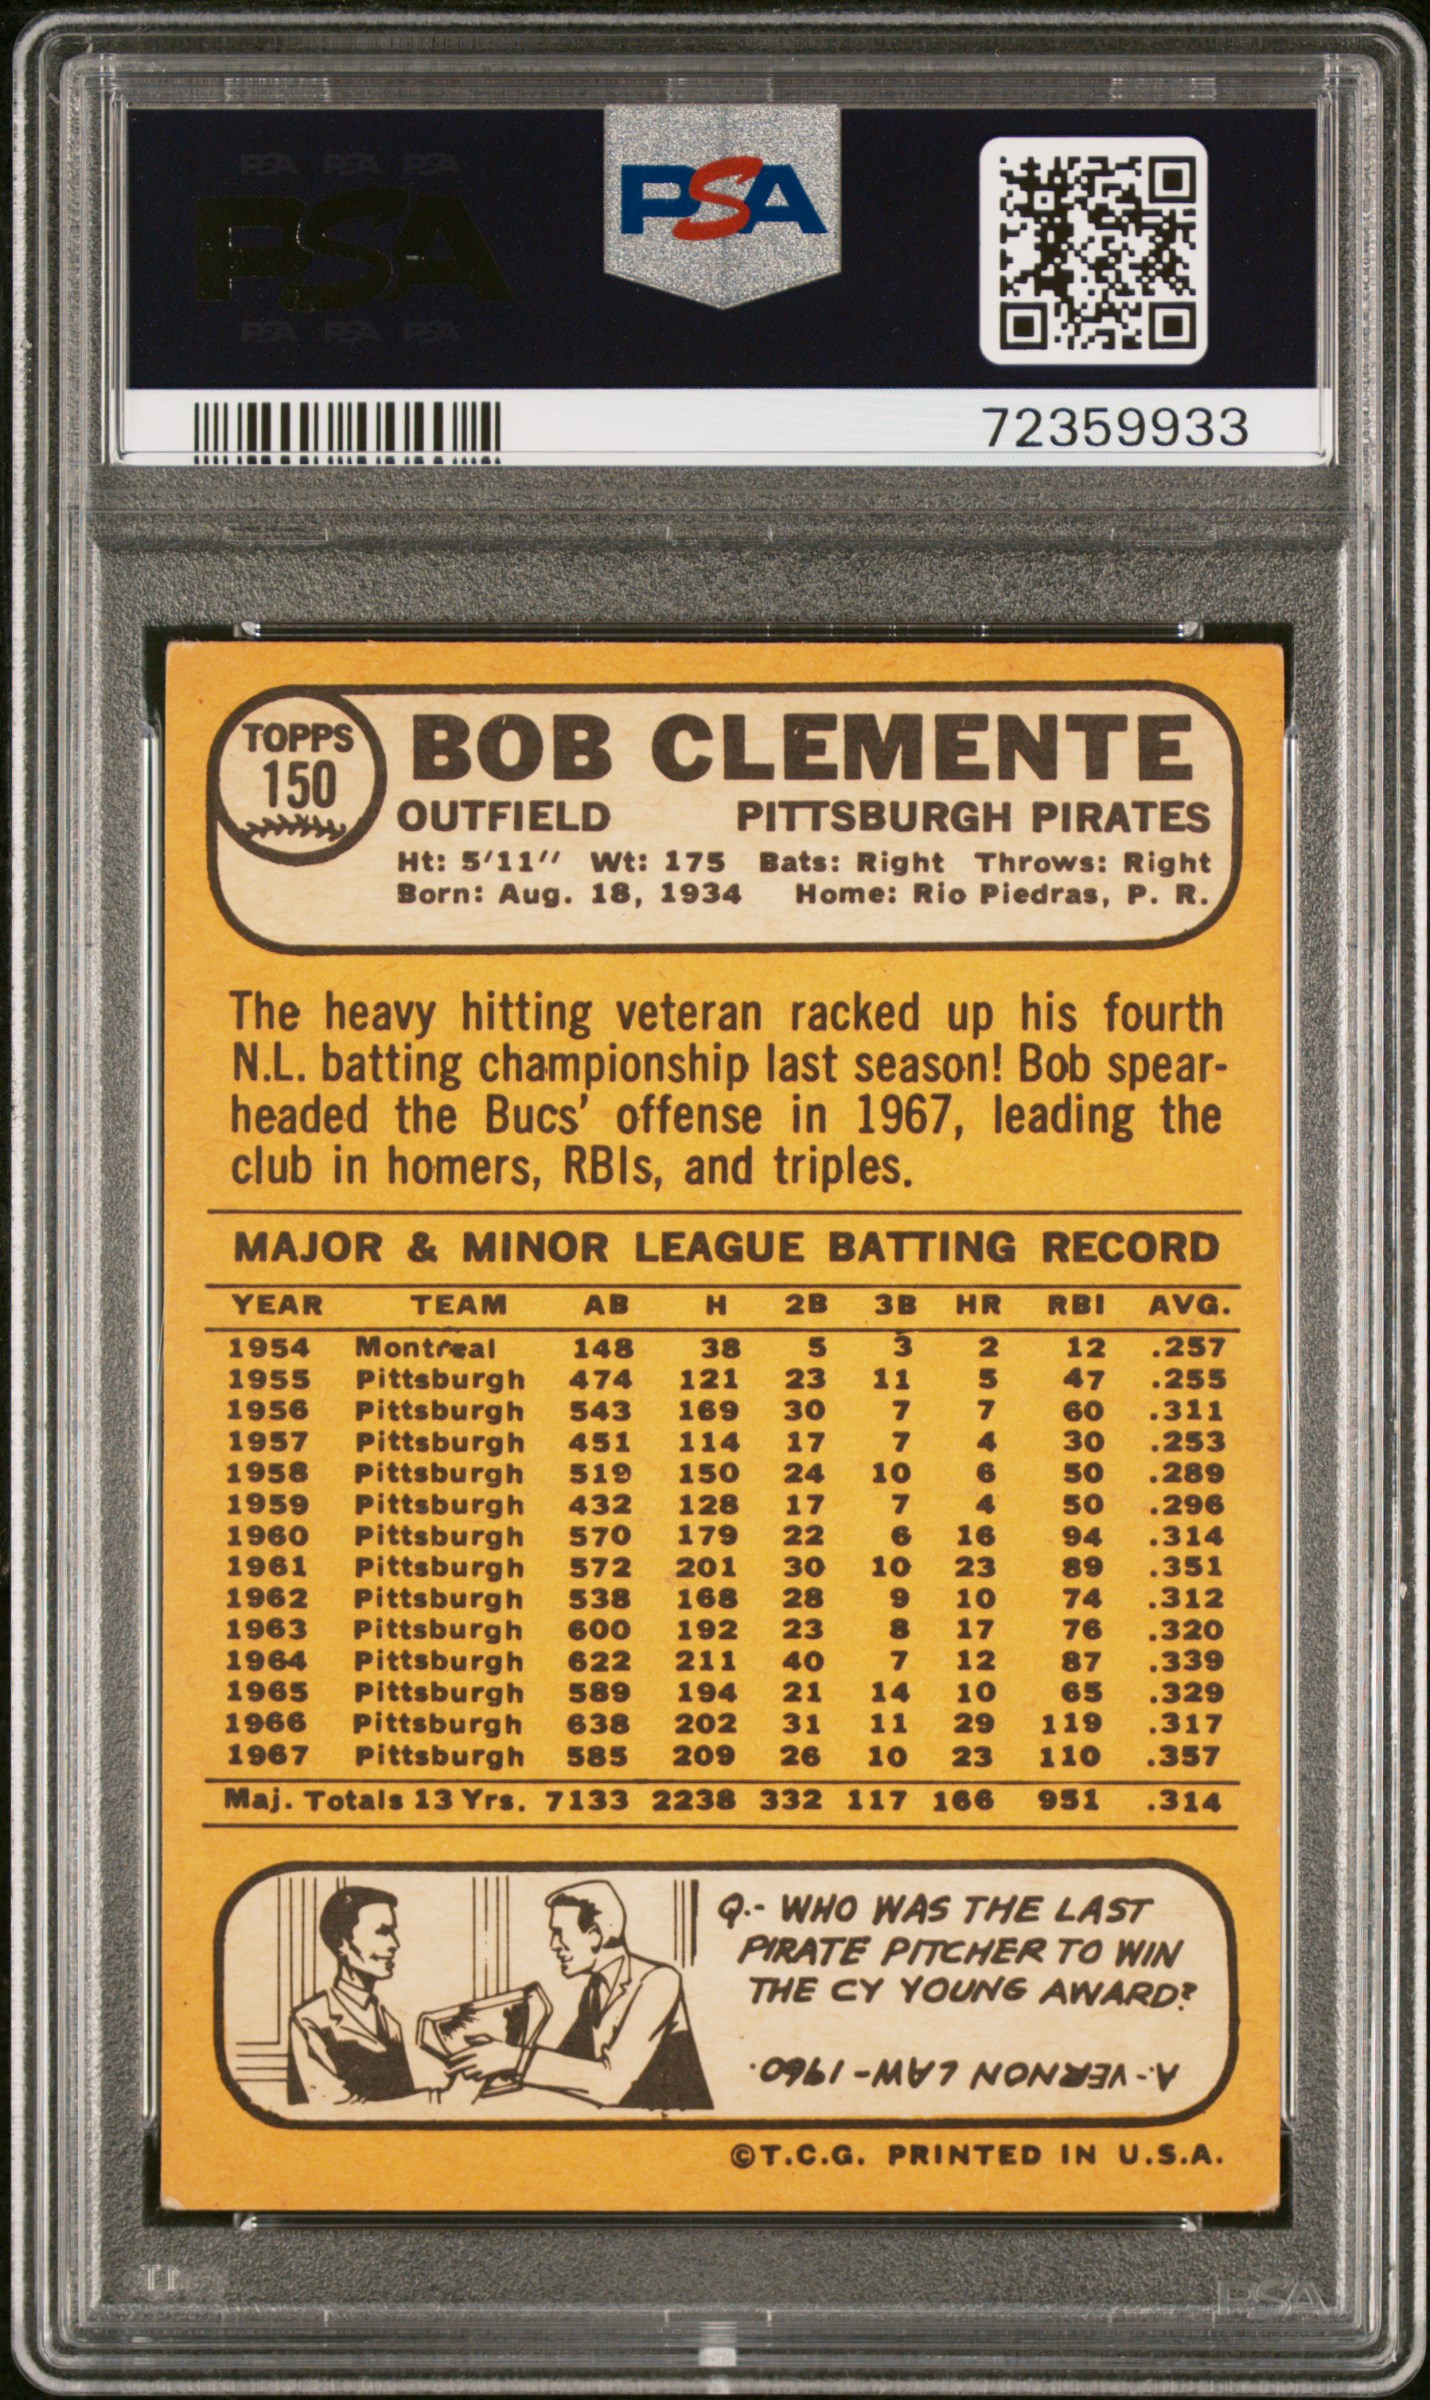 PSA PSA PSA
PSA
PSA PSA PSA
PSA
72359933
TOPPS
150
BOB CLEMENTE
OUTFIELD PITTSBURGH PIRATES
Ht: 5'11" Wt: 175 Bats: Right Throws: Right
Born: Aug. 18, 1934 Home: Rio Piedras, P. R.
The heavy hitting veteran racked up his fourth
N.L. batting championship last season! Bob spear-
headed the Bucs' offense in 1967, leading the
club in homers, RBIs, and triples.
MAJOR & MINOR LEAGUE BATTING RECORD
YEAR TEAM AB H 2B 3B HR RBI AVG.
1954 Montreal 148 38 5 3 2 12 .257
1955 Pittsburgh 474 121 23 11 5 47 .255
1956 Pittsburgh 543 169 30 7 7 60 .311
1957 Pittsburgh 451 114 17 7 4 30 .253
1958 Pittsburgh 519 150 24 10 6 50 .289
1959 Pittsburgh 432 128 17 7 4 50 .296
1960 Pittsburgh 570 179 22 6 16 94 .314
1961 Pittsburgh 572 201 30 10 23 89 .351
1962 Pittsburgh 538 168 28 9 10 74 .312
1963 Pittsburgh 600 192 23 8 17 76 .320
1964 Pittsburgh 622 211 40 7 12 87 .339
1965 Pittsburgh 589 194 21 14 10 65 .329
1966 Pittsburgh 638 202 31 11 29 119 .317
1967 Pittsburgh 585 209 26 10 23 110 .357
Maj. Totals 13 Yrs. 7133 2238 332 117 166 951 .314
Q.- WHO WAS THE LAST
PIRATE PITCHER TO WIN
THE CY YOUNG AWARD?
A.- VERNON LAW - 1960.
©T.C.G. PRINTED IN U.S.A.
PSA